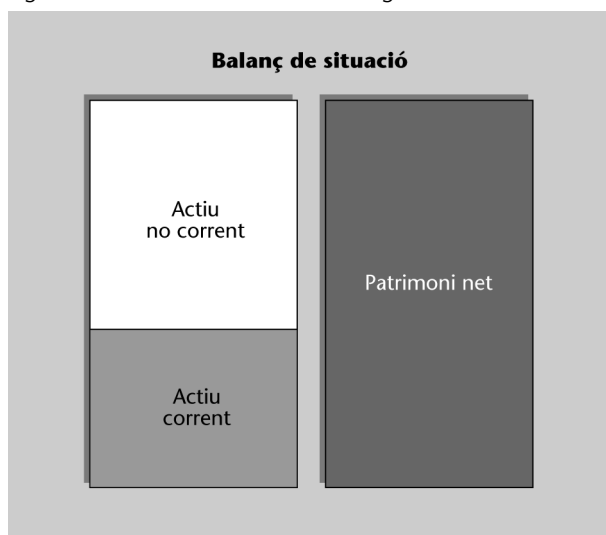 Balanç de situació
Actiu
no corrent
Patrimoni net
Actiu
corrent